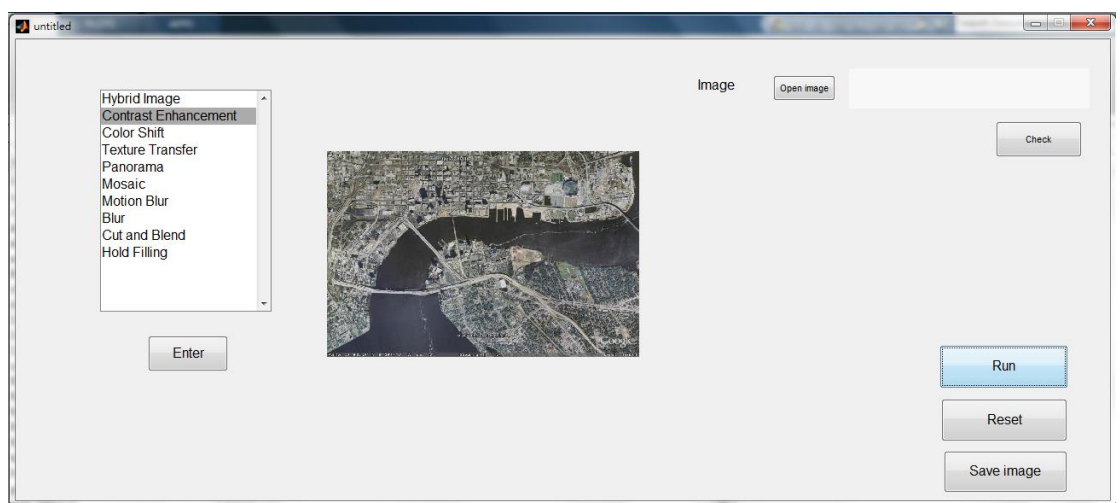 untitled
Image
Open image
Hybrid Image
Contrast Enhancement
Color Shift
Texture Transfer
Panorama
Mosaic
Motion Blur
Blur
Cut and Blend
Hold Filling
Check
Google
Enter
Run
Reset
Save image